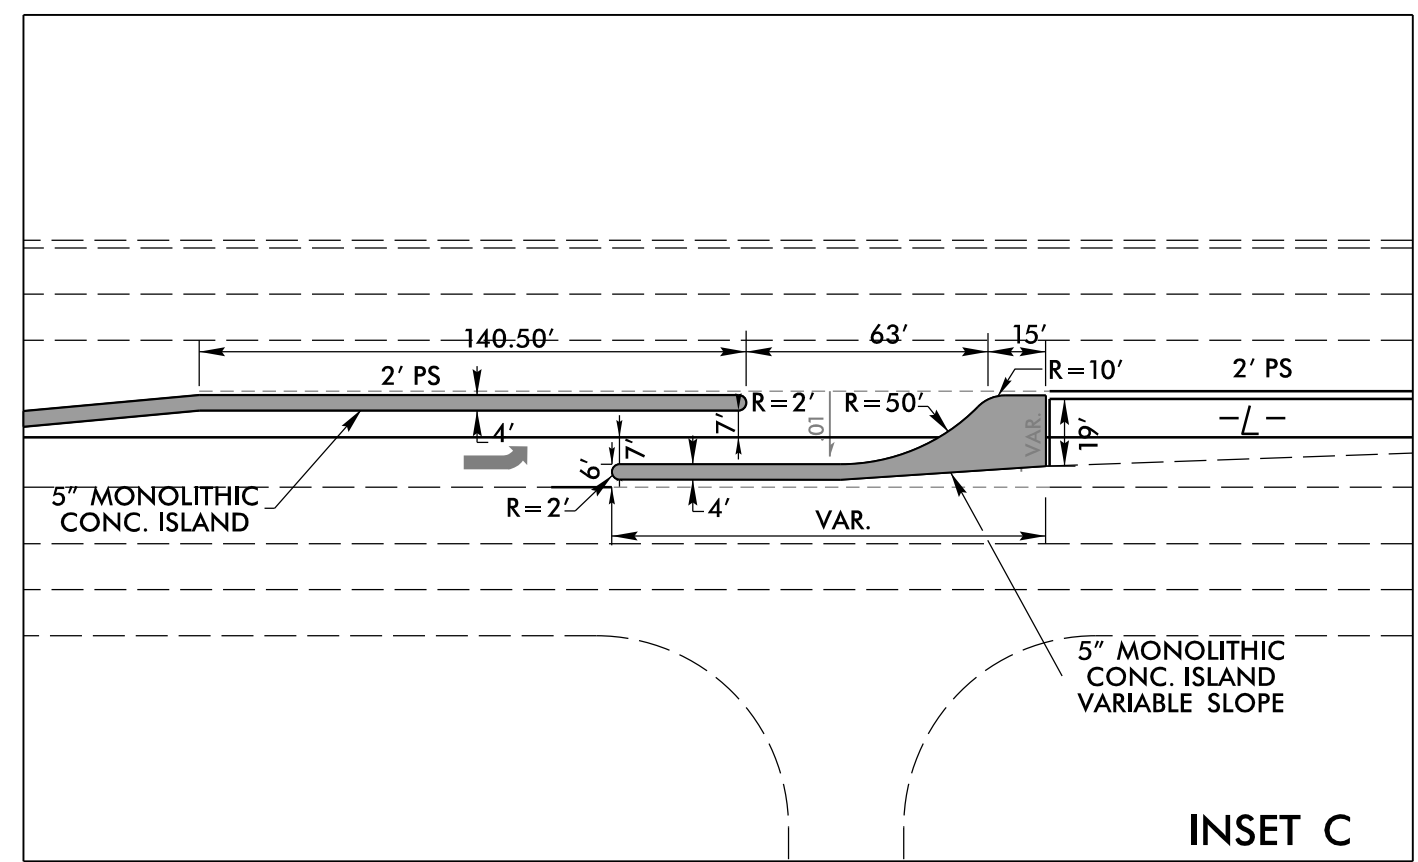 140.50'
63'
15'
2' PS
R=10'
2' PS
R=2'
R=50'
.01
7'
4'
-L-
VAR.
19'
7'
6'
5" MONOLITHIC
CONC. ISLAND
R=2'
4'
VAR.
5" MONOLITHIC
CONC. ISLAND
VARIABLE SLOPE
INSET C